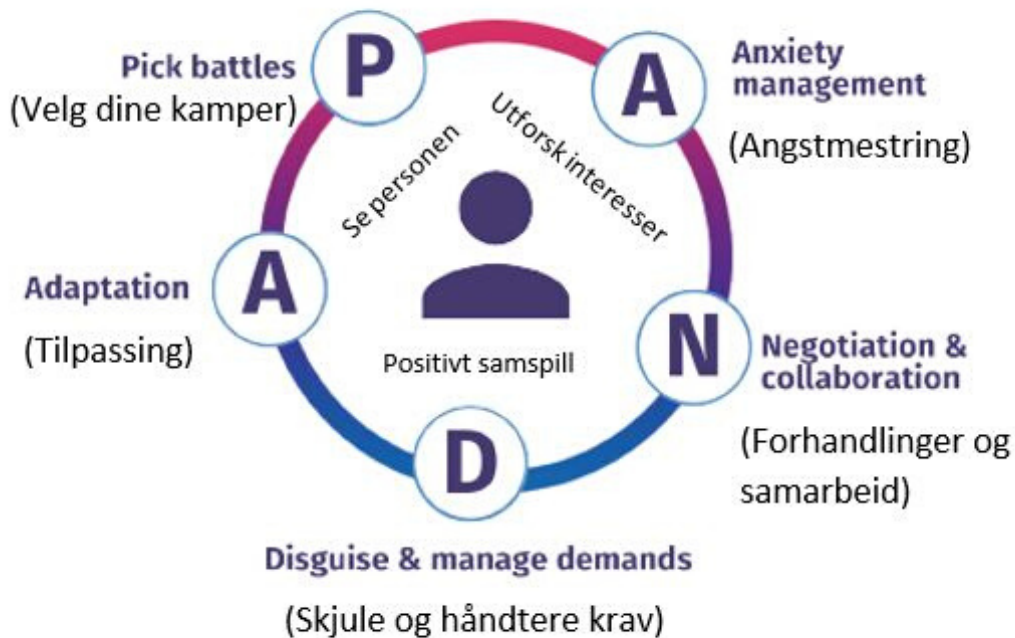 P
Pick battles
(Velg dine kamper)
A
Anxiety
management
(Angstmestring)
Se personen
Utforsk interesser
Positivt samspill
N
Negotiation &
collaboration
(Forhandlinger og
samarbeid)
D
Disguise & manage demands
(Skjule og håndtere krav)
A
Adaptation
(Tilpassing)